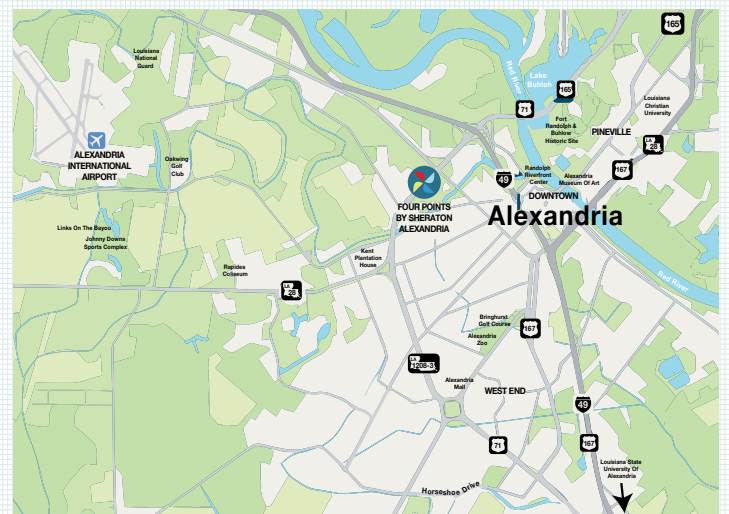 165
Louisiana
National
Guard
Red River
Lake
Buhlow
165
71
Louisiana
Christian
University
Fort
Randolph &
Buhlow
Historic Site
PINEVILLE
LA
28
ALEXANDRIA
INTERNATIONAL
AIRPORT
Oakwing
Golf
Club
167
49
Randolph
Riverfront
Center
Alexandria
Museum Of Art
DOWNTOWN
Alexandria
FOUR POINTS
BY SHERATON
ALEXANDRIA
Links On The Bayou
Johnny Downs
Sports Complex
Kent
Plantation
House
Rapides
Coliseum
Red River
LA
28
Bringhurst
Golf Course
167
Alexandria
Zoo
LA
1208-3
Alexandria
Mall
WEST END
49
71
167
Louisiana State
University Of
Alexandria
Horseshoe Drive